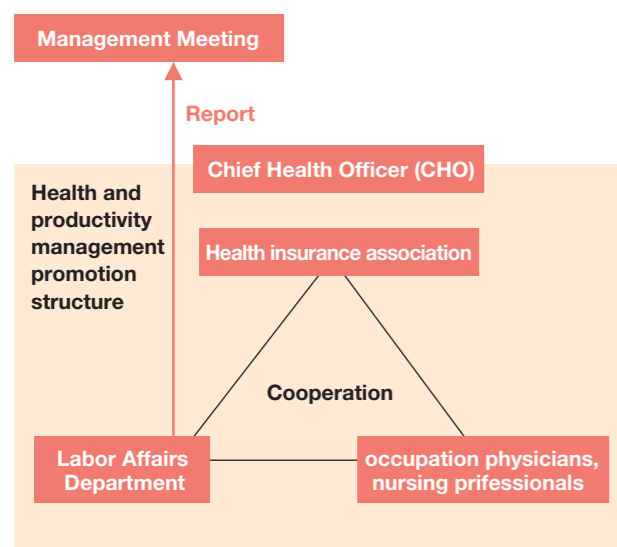 Management Meeting
Report
Chief Health Officer (CHO)
Health and
productivity
management
promotion
structure
Health insurance association
Cooperation
Labor Affairs
Department
occupation physicians,
nursing prifessionals